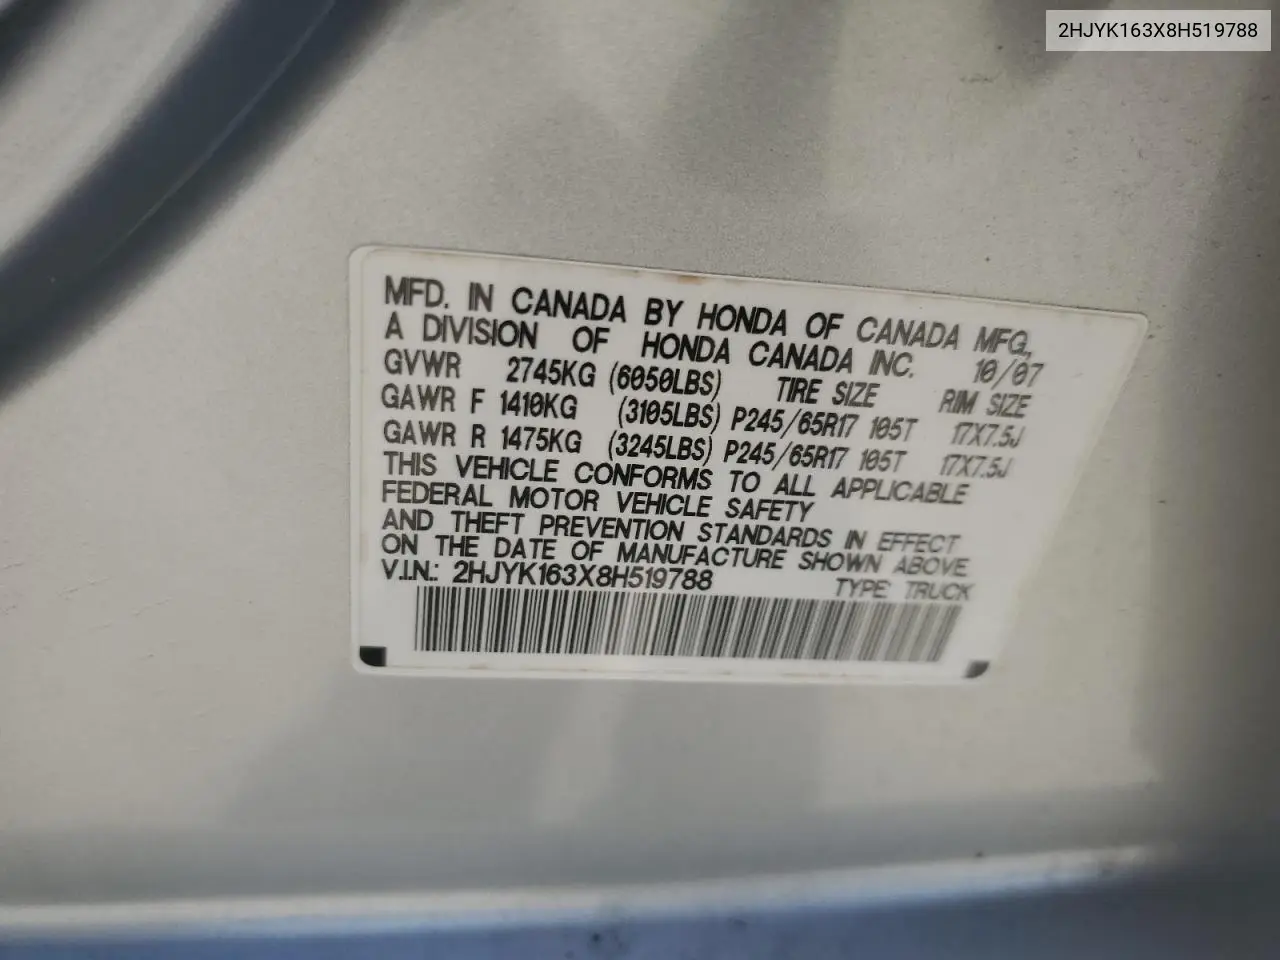 2HJYK163X8H519788
MFD. IN CANADA BY HONDA OF CANADA MFG,
A DIVISION OF HONDA CANADA INC. 10/07
GVWR 2745KG (6050LBS) TIRE SIZE RIM SIZE
GAWR F 1410KG (3105LBS) P245/65R17 105T 17X7.5J
GAWR R 1475KG (3245LBS) P245/65R17 105T 17X7.5J
THIS VEHICLE CONFORMS TO ALL APPLICABLE
FEDERAL MOTOR VEHICLE SAFETY
AND THEFT PREVENTION STANDARDS IN EFFECT
ON THE DATE OF MANUFACTURE SHOWN ABOVE
V.I.N.: 2HJYK163X8H519788 TYPE: TRUCK